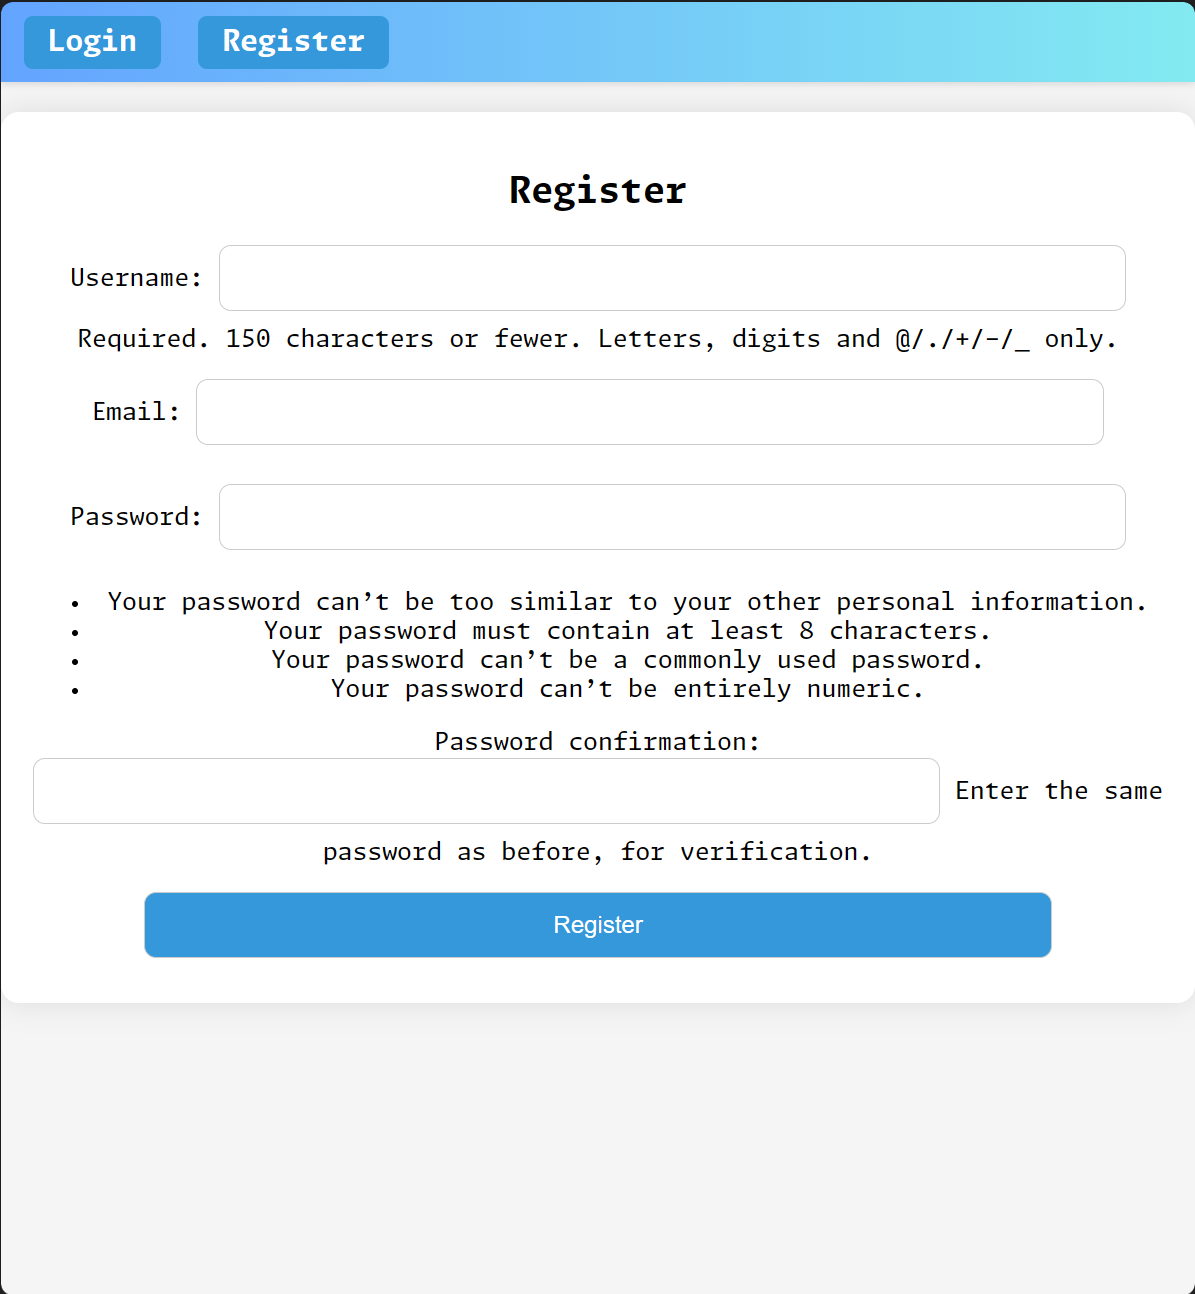 Login Register
Register
Username:
Required. 150 characters or fewer. Letters, digits and @/./+/-/_ only.
Email:
Password:
• Your password can’t be too similar to your other personal information.
• Your password must contain at least 8 characters.
• Your password can’t be a commonly used password.
• Your password can’t be entirely numeric.
Password confirmation:
Enter the same
password as before, for verification.
Register